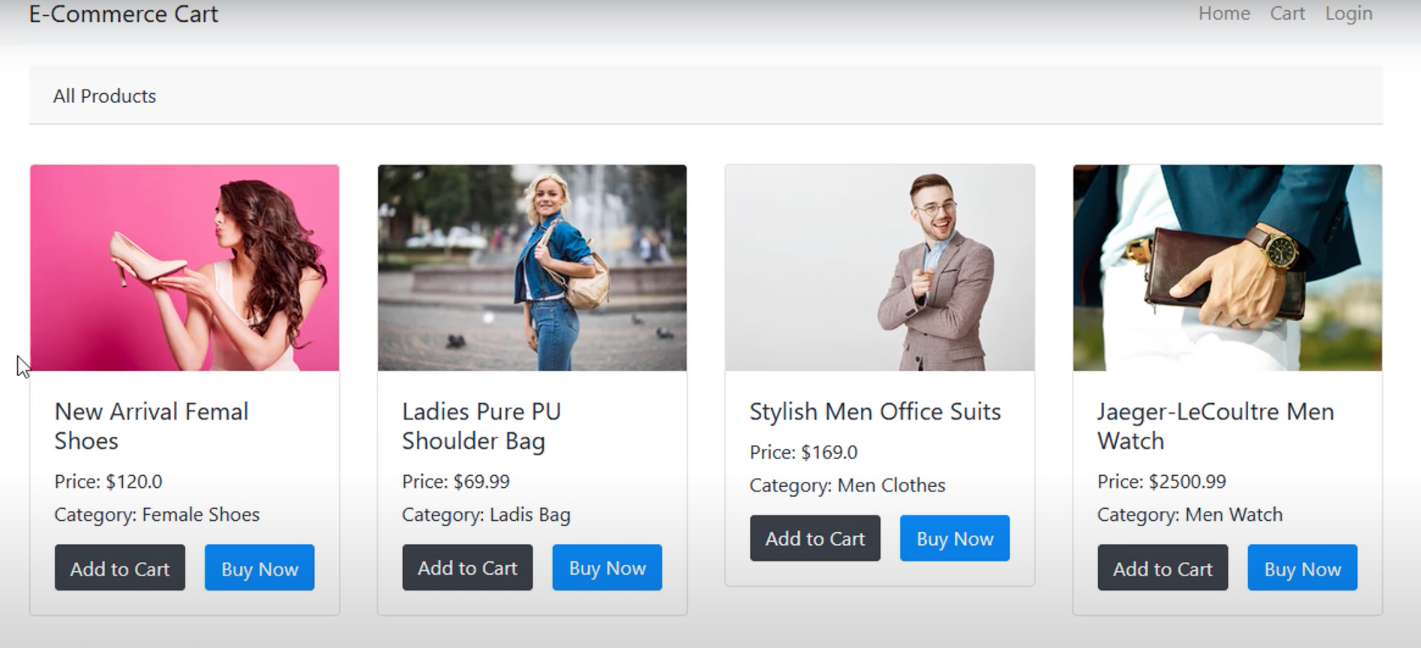 E-Commerce Cart
Home Cart Login
All Products
New Arrival Femal
Shoes
Price: $120.0
Category: Female Shoes
Add to Cart Buy Now
Ladies Pure PU
Shoulder Bag
Price: $69.99
Category: Ladis Bag
Add to Cart Buy Now
Stylish Men Office Suits
Price: $169.0
Category: Men Clothes
Add to Cart Buy Now
Jaeger-LeCoultre Men
Watch
Price: $2500.99
Category: Men Watch
Add to Cart Buy Now